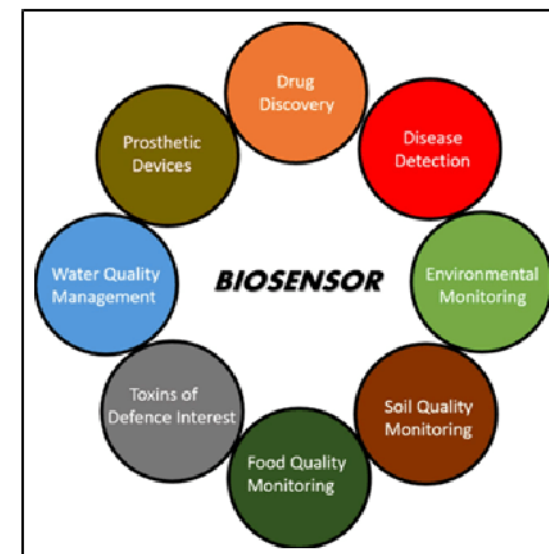 Drug
Discovery
Disease
Detection
Environmental
Monitoring
Soil Quality
Monitoring
Food Quality
Monitoring
Toxins of
Defence Interest
Water Quality
Management
Prosthetic
Devices
BIOSENSOR